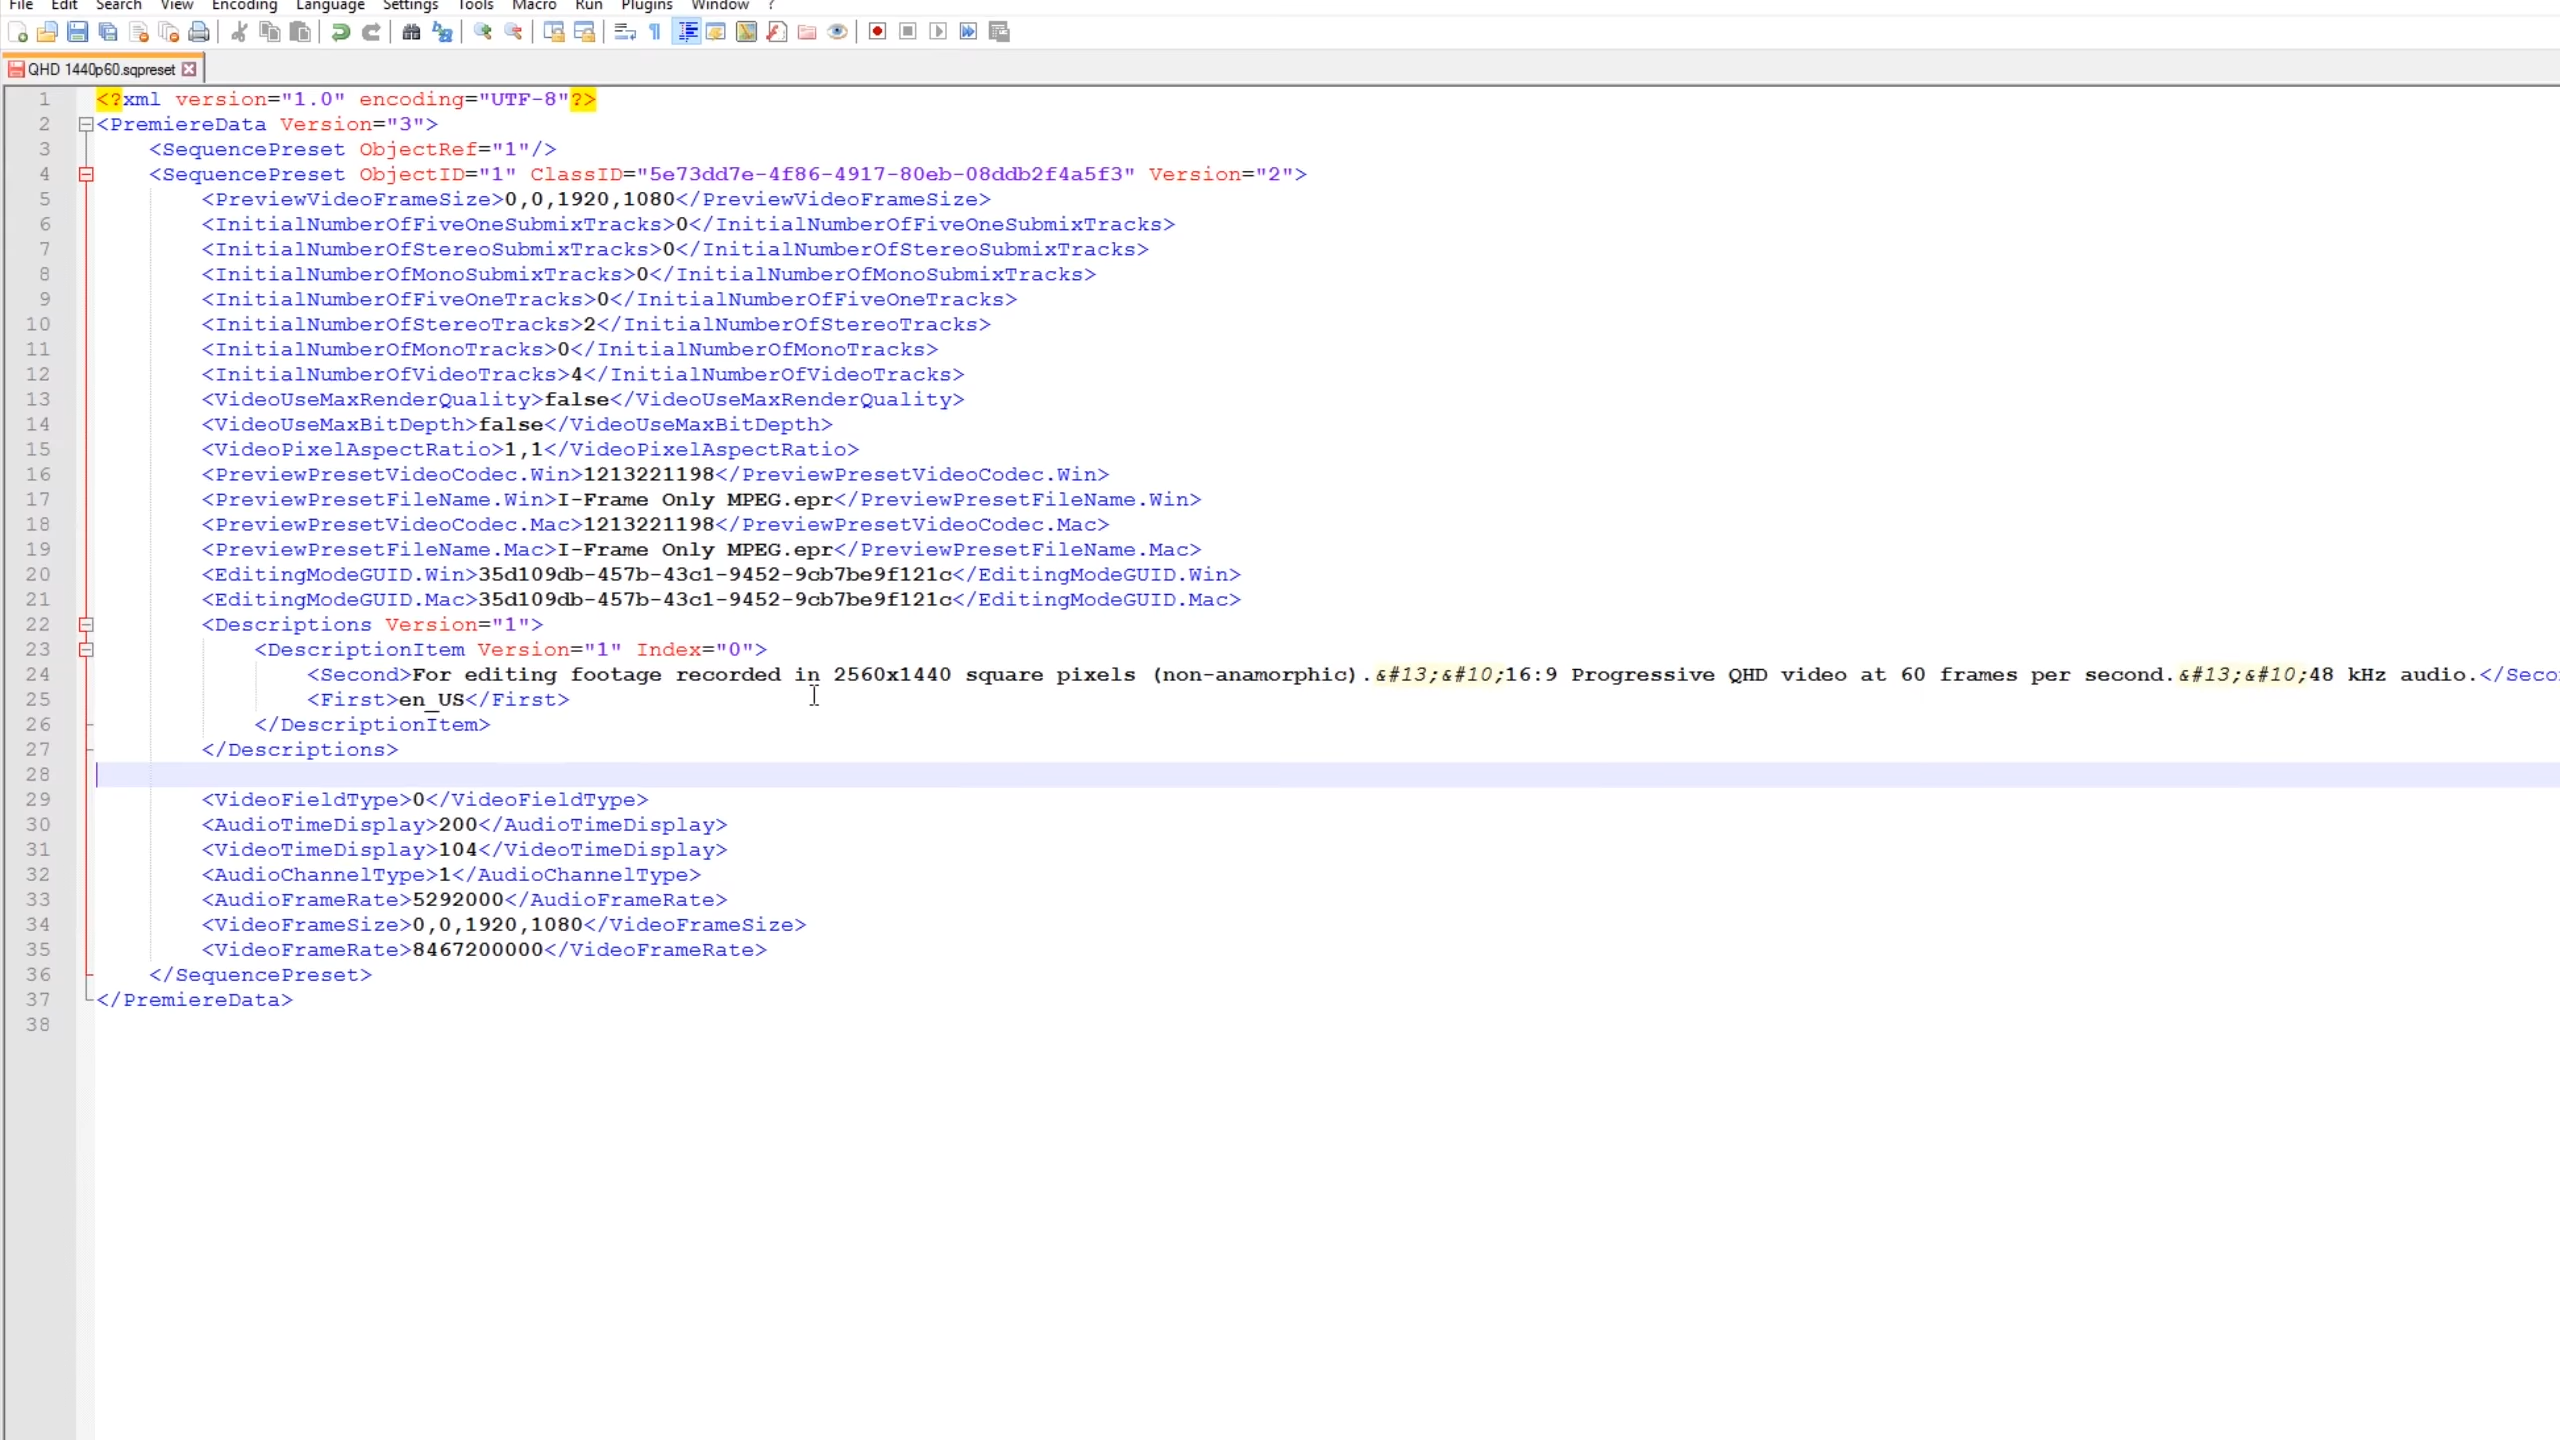 File Edit Search View Encoding Language Settings Tools Macro Run Plugins Window ?
QHD 1440p60.sqpreset
1 <?xml version="1.0" encoding="UTF-8"?>
2 <PremiereData Version="3">
3 <SequencePreset ObjectRef="1"/>
4 <SequencePreset ObjectID="1" ClassID="5e73dd7e-4f86-4917-80eb-08ddb2f4a5f3" Version="2">
5 <PreviewVideoFrameSize>0,0,1920,1080</PreviewVideoFrameSize>
6 <InitialNumberOfFiveOneSubmixTracks>0</InitialNumberOfFiveOneSubmixTracks>
7 <InitialNumberOfStereoSubmixTracks>0</InitialNumberOfStereoSubmixTracks>
8 <InitialNumberOfMonoSubmixTracks>0</InitialNumberOfMonoSubmixTracks>
9 <InitialNumberOfFiveOneTracks>0</InitialNumberOfFiveOneTracks>
10 <InitialNumberOfStereoTracks>2</InitialNumberOfStereoTracks>
11 <InitialNumberOfMonoTracks>0</InitialNumberOfMonoTracks>
12 <InitialNumberOfVideoTracks>4</InitialNumberOfVideoTracks>
13 <VideoUseMaxRenderQuality>false</VideoUseMaxRenderQuality>
14 <VideoUseMaxBitDepth>false</VideoUseMaxBitDepth>
15 <VideoPixelAspectRatio>1,1</VideoPixelAspectRatio>
16 <PreviewPresetVideoCodec.Win>1213221198</PreviewPresetVideoCodec.Win>
17 <PreviewPresetFileName.Win>I-Frame Only MPEG.epr</PreviewPresetFileName.Win>
18 <PreviewPresetVideoCodec.Mac>1213221198</PreviewPresetVideoCodec.Mac>
19 <PreviewPresetFileName.Mac>I-Frame Only MPEG.epr</PreviewPresetFileName.Mac>
20 <EditingModeGUID.Win>35d109db-457b-43c1-9452-9cb7be9f121c</EditingModeGUID.Win>
21 <EditingModeGUID.Mac>35d109db-457b-43c1-9452-9cb7be9f121c</EditingModeGUID.Mac>
22 <Descriptions Version="1">
23 <DescriptionItem Version="1" Index="0">
24 <Second>For editing footage recorded in 2560x1440 square pixels (non-anamorphic).&#13;&#10;16:9 Progressive QHD video at 60 frames per second.&#13;&#10;48 kHz audio.</Seco
25 <First>en_US</First>
26 </DescriptionItem>
27 </Descriptions>
28
29 <VideoFieldType>0</VideoFieldType>
30 <AudioTimeDisplay>200</AudioTimeDisplay>
31 <VideoTimeDisplay>104</VideoTimeDisplay>
32 <AudioChannelType>1</AudioChannelType>
33 <AudioFrameRate>5292000</AudioFrameRate>
34 <VideoFrameSize>0,0,1920,1080</VideoFrameSize>
35 <VideoFrameRate>8467200000</VideoFrameRate>
36 </SequencePreset>
37 </PremiereData>
38